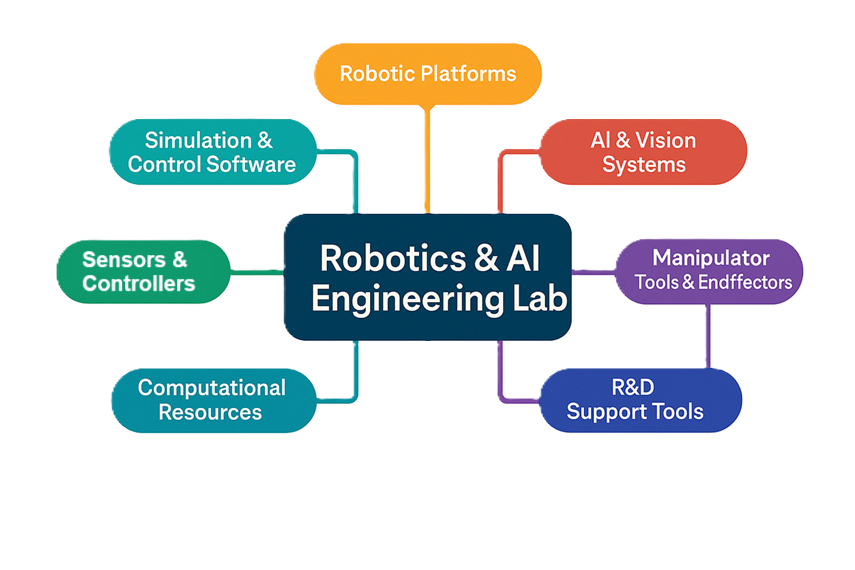 Robotic Platforms
Simulation &
Control Software
AI & Vision
Systems
Sensors &
Controllers
Robotics & AI
Engineering Lab
Manipulator
Tools & Endffectors
Computational
Resources
R&D
Support Tools